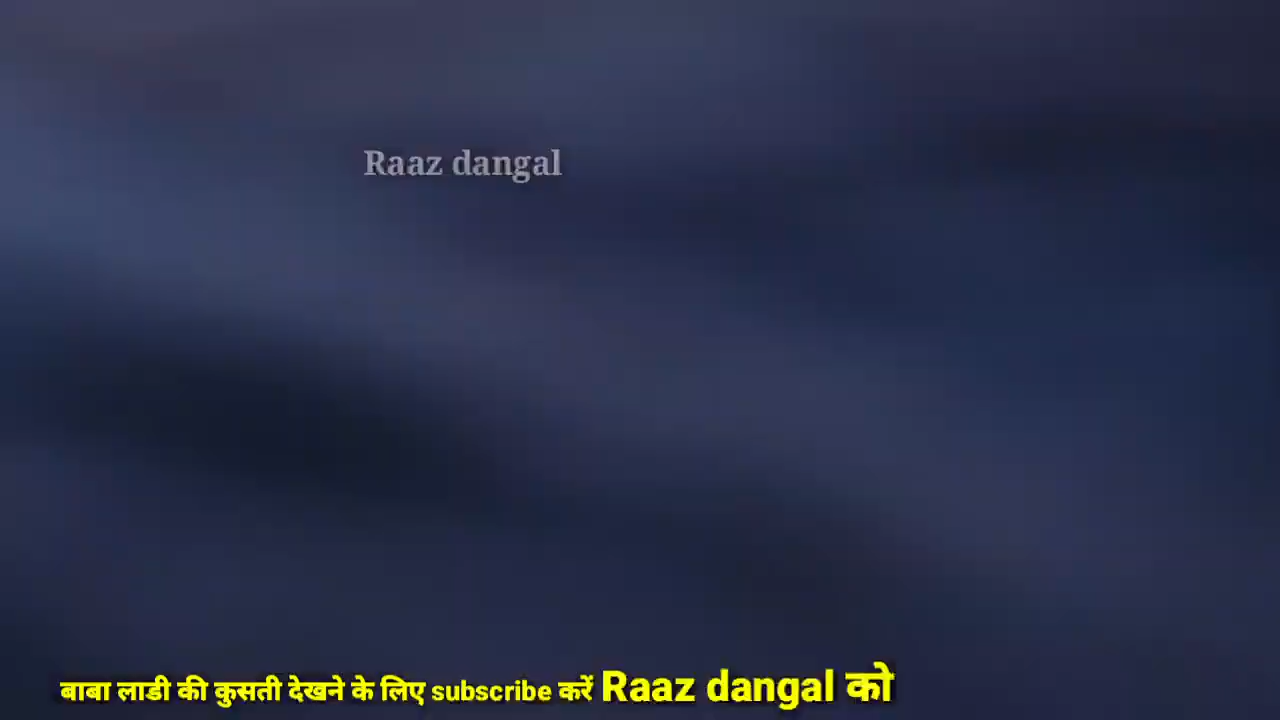 Raaz dangal
बाबा लाडी की कुसती देखने के लिए subscribe करें Raaz dangal को